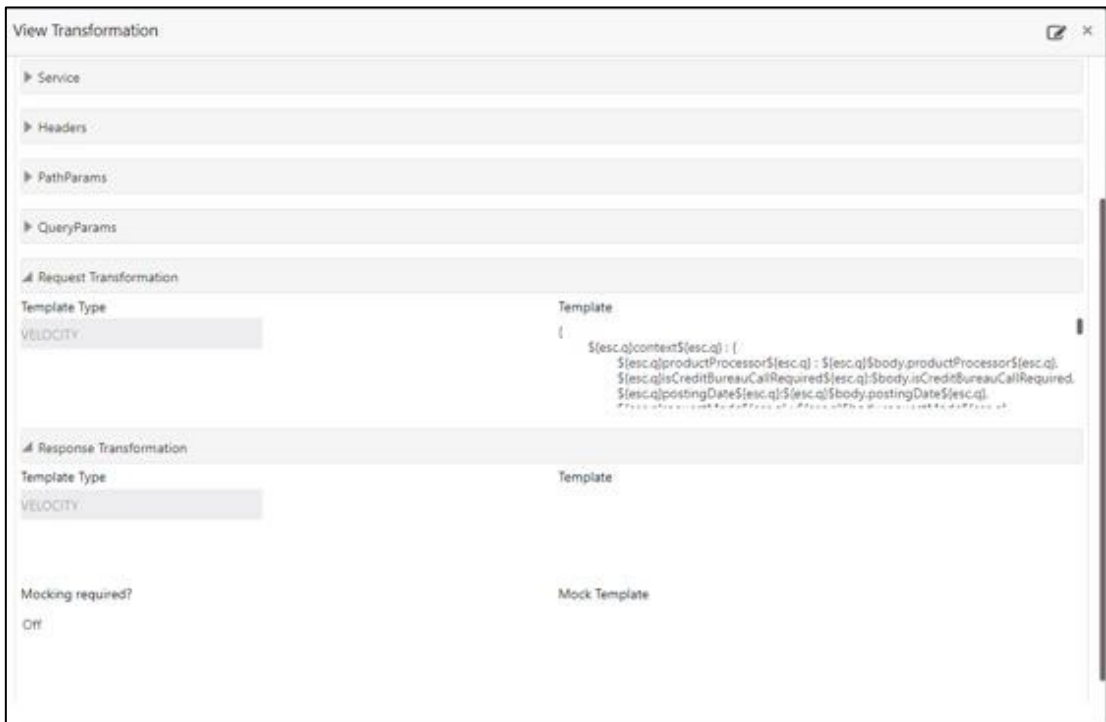 View Transformation
Service
Headers
PathParams
QueryParams
Request Transformation
Template Type
Template
VELOCITY
{
${esc.q}context${esc.q} : {
${esc.q}productProcessor${esc.q} : ${esc.q}$body.productProcessor${esc.q},
${esc.q}isCreditBureauCallRequired${esc.q}:$body.isCreditBureauCallRequired,
${esc.q}postingDate${esc.q}:${esc.q}$body.postingDate${esc.q},
Response Transformation
Template Type
Template
VELOCITY
Mocking required?
Mock Template
Off